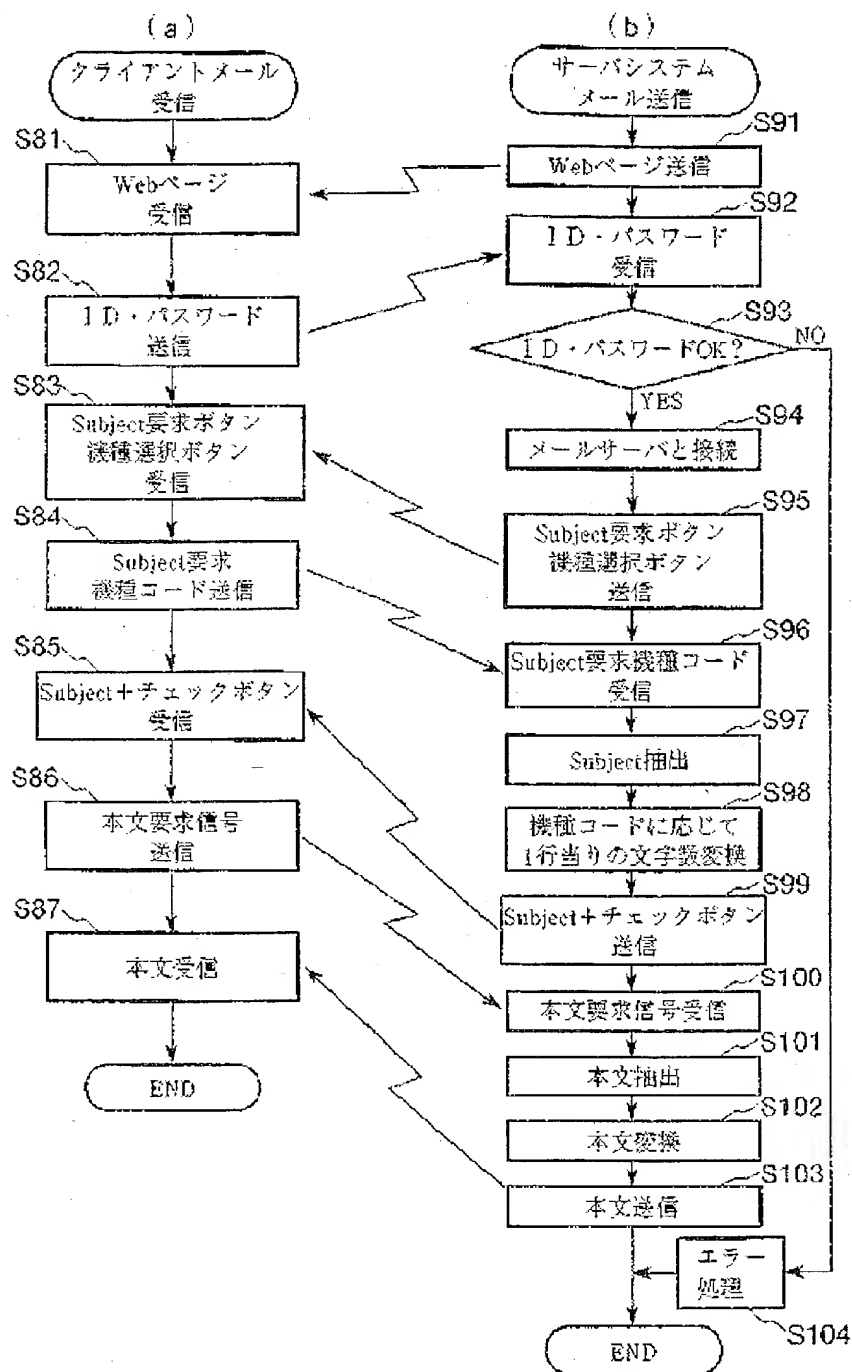 (a)
クライアントメール
受信
S81
Webページ
受信
S82
ID・パスワード
送信
S83
Subject要求ボタン
機種選択ボタン
受信
S84
Subject要求
機種コード送信
S85
Subject+チェックボタン
受信
S86
本文要求信号
送信
S87
本文受信
END
(b)
サーバシステム
メール送信
S91
Webページ送信
S92
ID・パスワード
受信
S93
ID・パスワードOK?
NO
YES
S94
メールサーバと接続
S95
Subject要求ボタン
機種選択ボタン
送信
S96
Subject要求機種コード
受信
S97
Subject抽出
S98
機種コードに応じて
1行当りの文字数変換
S99
Subject+チェックボタン
送信
S100
本文要求信号受信
S101
本文抽出
S102
本文変換
S103
本文送信
エラー
処理
S104
END